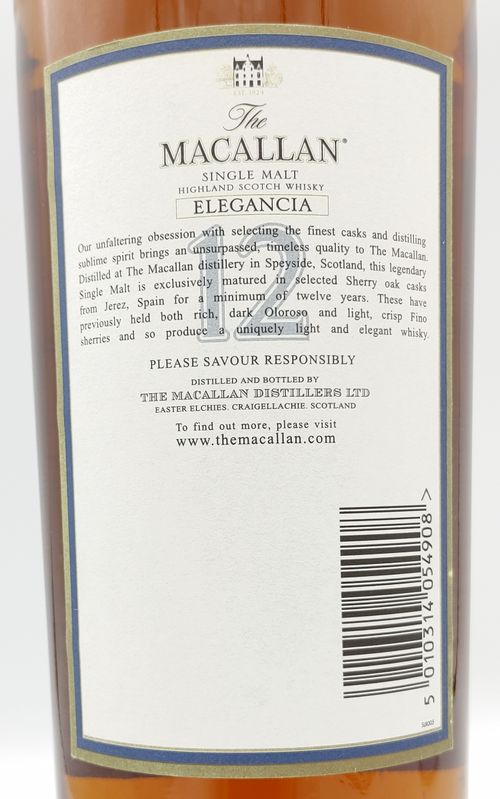 EST. 1824
The
MACALLAN®
SINGLE MALT
HIGHLAND SCOTCH WHISKY
ELEGANCIA
12
Our unfaltering obsession with selecting the finest casks and distilling
sublime spirit brings an unsurpassed, timeless quality to The Macallan.
Distilled at The Macallan distillery in Speyside, Scotland, this legendary
Single Malt is exclusively matured in selected Sherry oak casks
from Jerez, Spain for a minimum of twelve years. These have
previously held both rich, dark Oloroso and light, crisp Fino
sherries and so produce a uniquely light and elegant whisky.
PLEASE SAVOUR RESPONSIBLY
DISTILLED AND BOTTLED BY
THE MACALLAN DISTILLERS LTD
EASTER ELCHIES. CRAIGELLACHIE. SCOTLAND
To find out more, please visit
www.themacallan.com
5 010314 054908 >